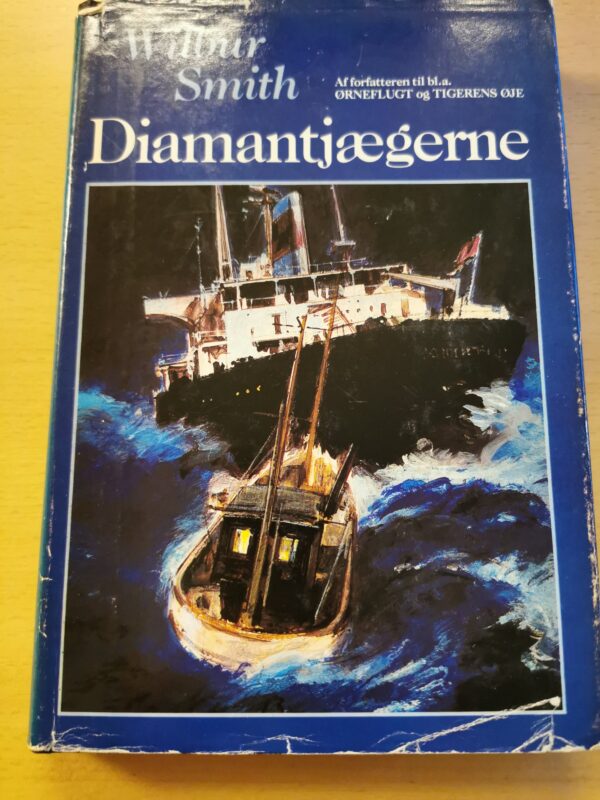 Wilbur
Smith
Af forfatteren til bl.a.
ØRNEFLUGT og TIGERENS ØJE
Diamantjægerne